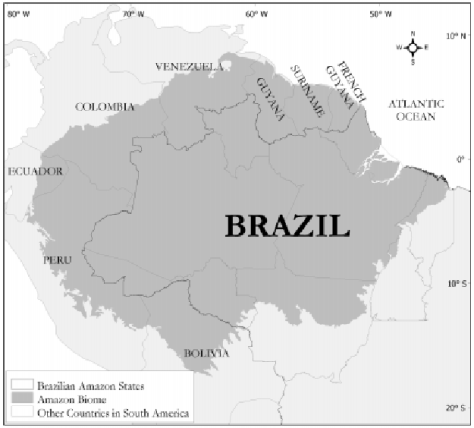 80° W
70° W
60° W
50° W
N
W
E
S
10° N
VENEZUELA
GUYANA
SURINAME
FRENCH
GUYANA
COLOMBIA
ATLANTIC
OCEAN
0°
ECUADOR
BRAZIL
PERU
10° S
BOLIVIA
Brazilian Amazon States
Amazon Biome
Other Countries in South America
20° S